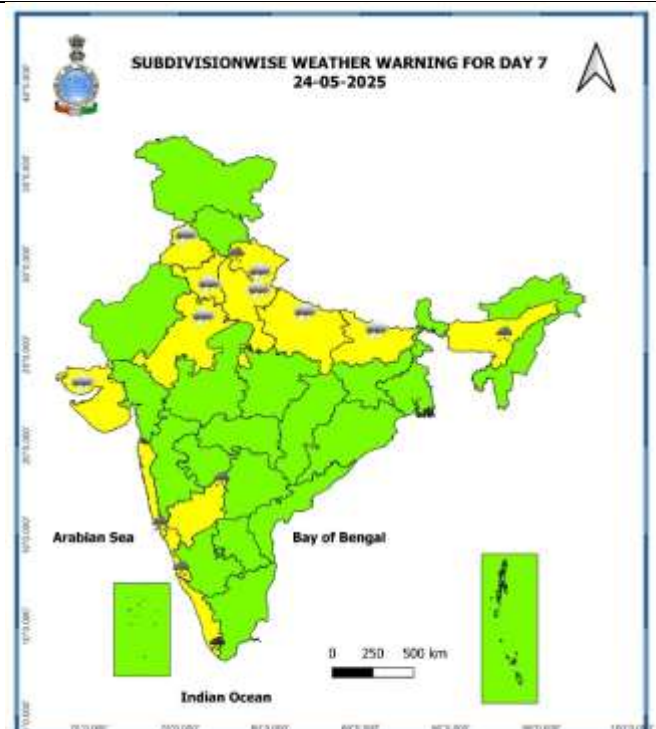 SUBDIVISIONWISE WEATHER WARNING FOR DAY 7
24-05-2025
Arabian Sea
Bay of Bengal
0 250 500 km
Indian Ocean